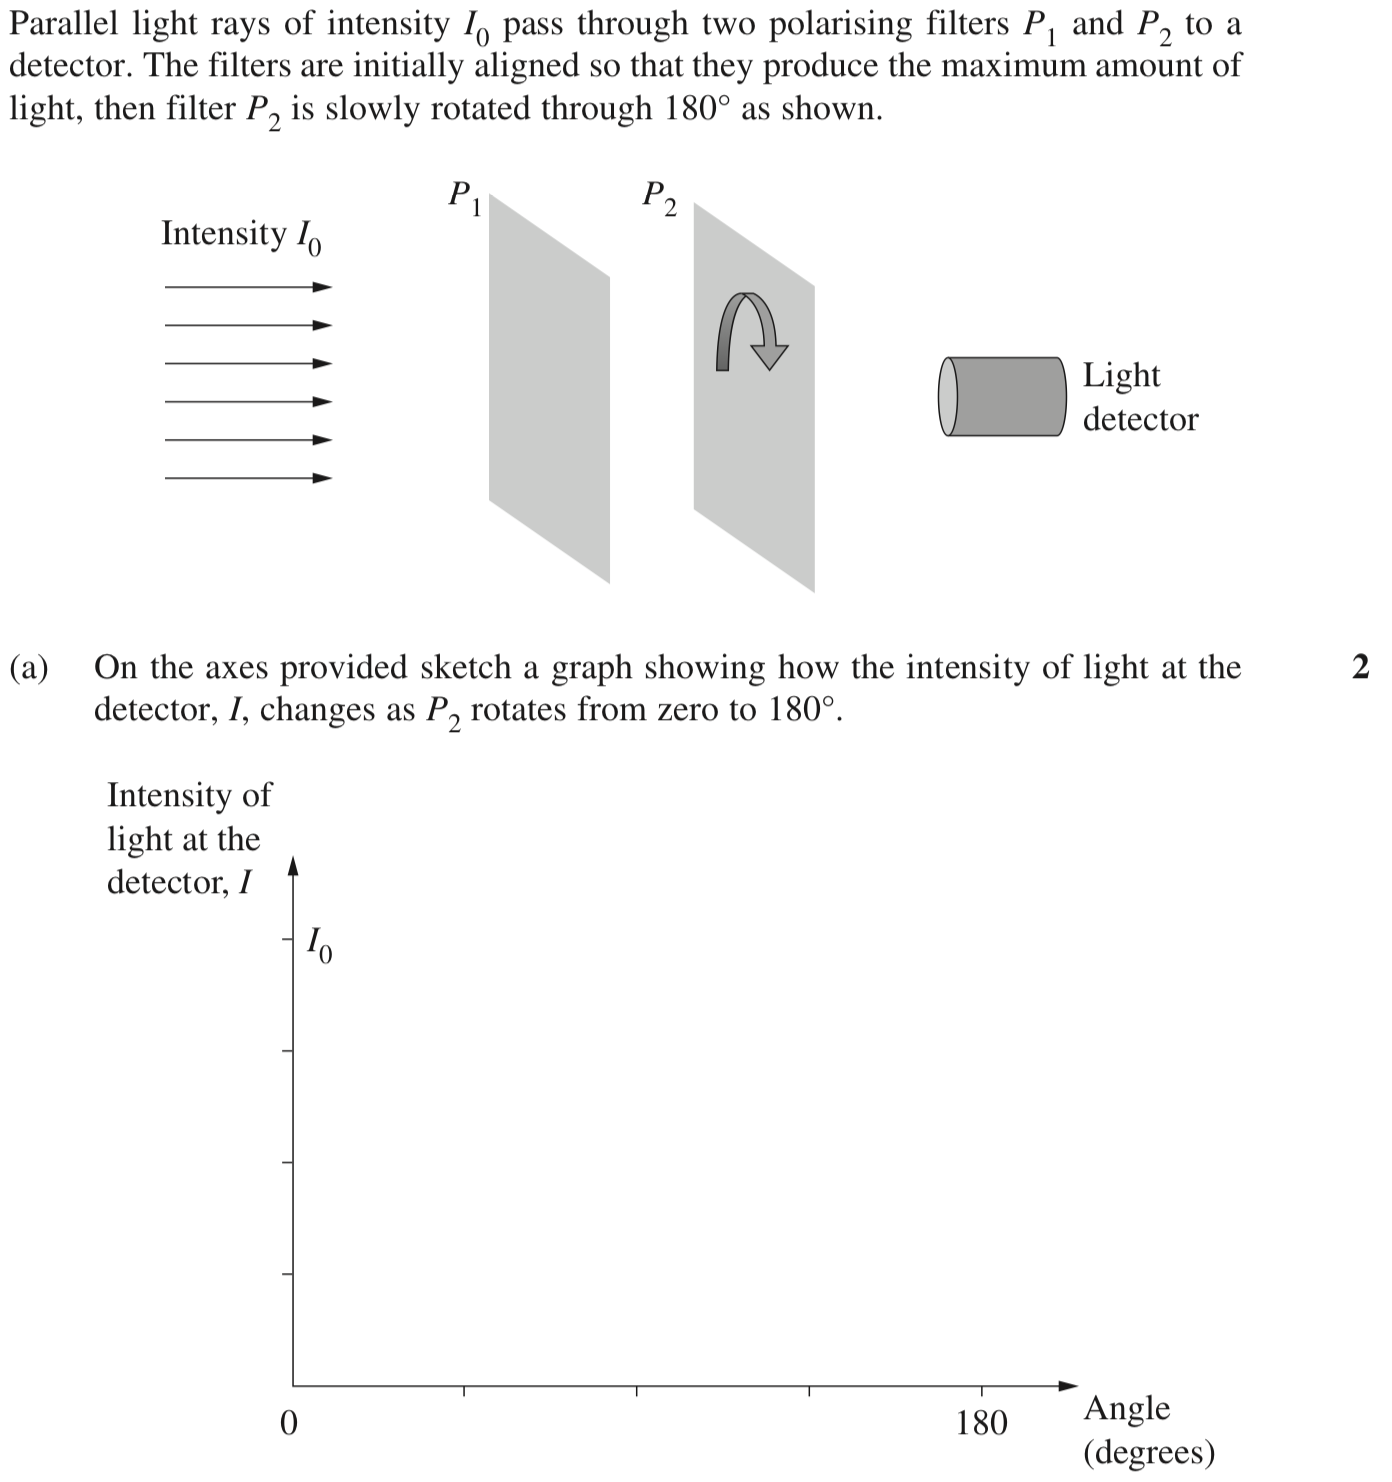 Parallel light rays of intensity I₀ pass through two polarising filters P₁ and P₂ to a
detector. The filters are initially aligned so that they produce the maximum amount of
light, then filter P₂ is slowly rotated through 180° as shown.
P₁
P₂
Intensity I₀
Light
detector
(a) On the axes provided sketch a graph showing how the intensity of light at the 2
detector, I, changes as P₂ rotates from zero to 180°.
Intensity of
light at the
detector, I
I₀
0
180
Angle
(degrees)